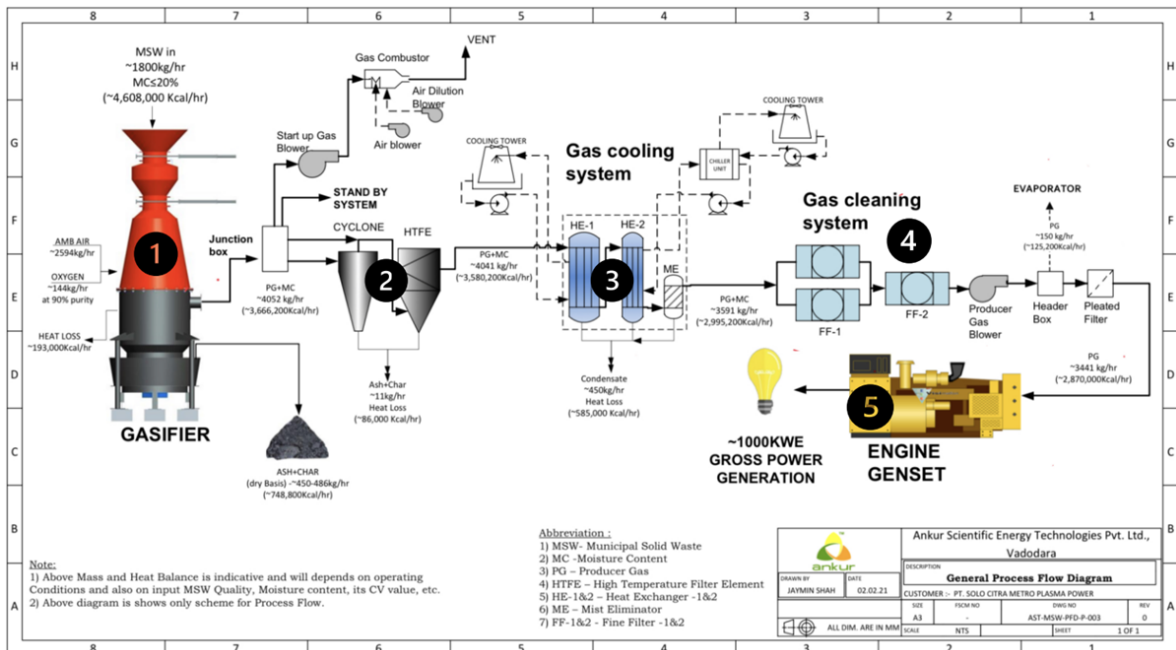 8 7 6 5 4 3 2 1
H
G
F
E
D
C
B
A
MSW in
~1800kg/hr
MC≤20%
(~4,608,000 Kcal/hr)
1
AMB AIR
~2594kg/hr
OXYGEN
~144kg/hr
at 90% purity
HEAT LOSS
~193,000Kcal/hr
GASIFIER
ASH+CHAR
(dry Basis) -~450-486kg/hr
(~748,800Kcal/hr)
Junction
box
PG+MC
~4052 kg/hr
(~3,666,200Kcal/hr)
Start up Gas
Blower
Gas Combustor
VENT
Air Dilution
Blower
Air blower
STAND BY
SYSTEM
CYCLONE
HTFE
2
Ash+Char
~11kg/hr
Heat Loss
(~86,000 Kcal/hr)
PG+MC
~4041 kg/hr
(~3,580,200Kcal/hr)
COOLING TOWER
Gas cooling
system
COOLING TOWER
CHILLER
UNIT
HE-1
HE-2
3
ME
Condensate
~450kg/hr
Heat Loss
(~585,000 Kcal/hr)
PG+MC
~3591 kg/hr
(~2,995,200Kcal/hr)
Gas cleaning
system
4
FF-1
FF-2
Producer
Gas
Blower
EVAPORATOR
PG
~150 kg/hr
(~125,200Kcal/hr)
Header
Box
Pleated
Filter
PG
~3441 kg/hr
(~2,870,000Kcal/hr)
5
ENGINE
GENSET
~1000KWE
GROSS POWER
GENERATION
Note:
1) Above Mass and Heat Balance is indicative and will depends on operating
Conditions and also on input MSW Quality, Moisture content, its CV value, etc.
2) Above diagram is shows only scheme for Process Flow.
Abbreviation :
1) MSW- Municipal Solid Waste
2) MC -Moisture Content
3) PG – Producer Gas
4) HTFE – High Temperature Filter Element
5) HE-1&2 – Heat Exchanger -1&2
6) ME – Mist Eliminator
7) FF-1&2 - Fine Filter -1&2
ankur
Ankur Scientific Energy Technologies Pvt. Ltd.,
Vadodara
DRAWN BY
JAYMIN SHAH
DATE
02.02.21
DESCRIPTION
General Process Flow Diagram
CUSTOMER :- PT. SOLO CITRA METRO PLASMA POWER
SIZE
A3
FSCM NO
-
DWG NO
AST-MSW-PFD-P-003
REV
0
ALL DIM. ARE IN MM
SCALE
NTS
SHEET
1 OF 1
H
G
F
E
D
C
B
A
8 7 6 5 4 3 2 1